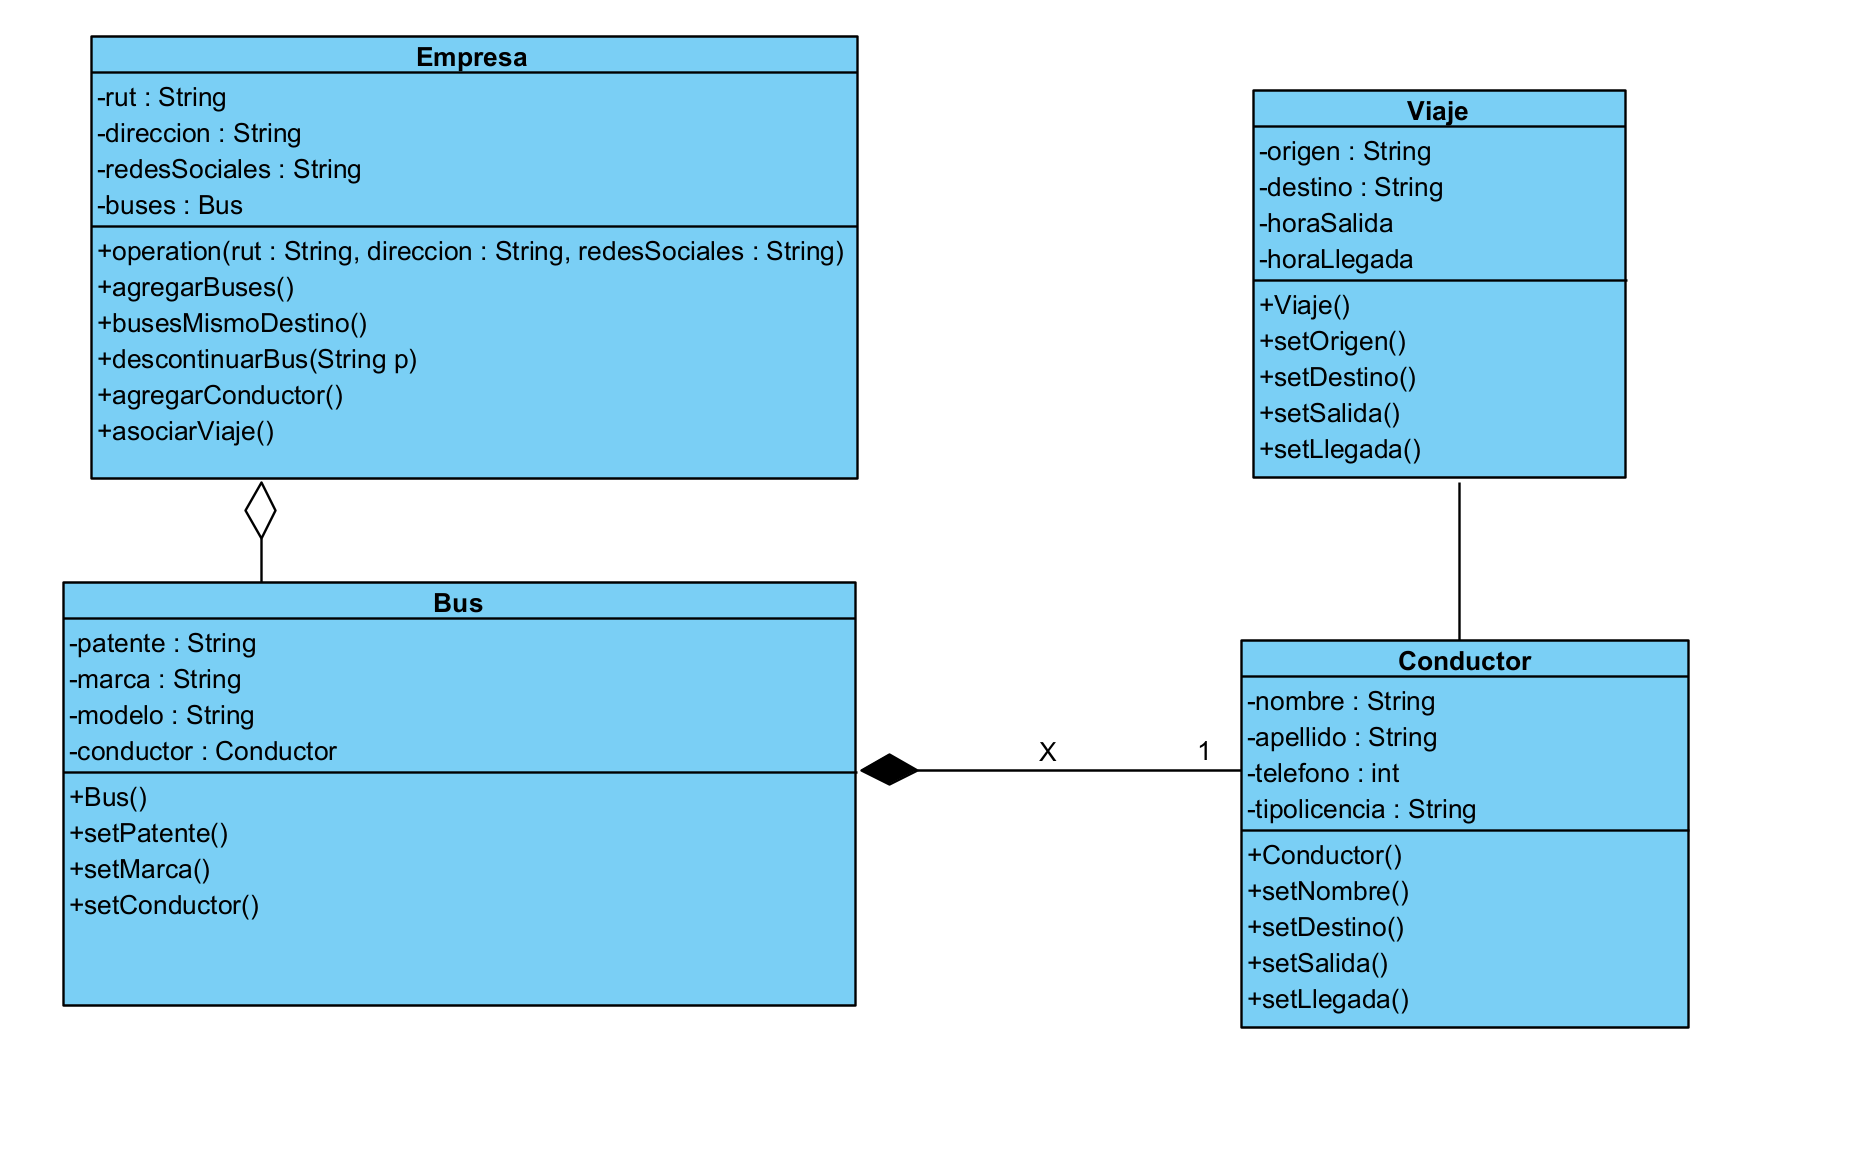 Empresa
-rut : String
-direccion : String
-redesSociales : String
-buses : Bus
+operation(rut : String, direccion : String, redesSociales : String)
+agregarBuses()
+busesMismoDestino()
+descontinuarBus(String p)
+agregarConductor()
+asociarViaje()
Viaje
-origen : String
-destino : String
-horaSalida
-horaLlegada
+Viaje()
+setOrigen()
+setDestino()
+setSalida()
+setLlegada()
Bus
-patente : String
-marca : String
-modelo : String
-conductor : Conductor
+Bus()
+setPatente()
+setMarca()
+setConductor()
X
1
Conductor
-nombre : String
-apellido : String
-telefono : int
-tipolicencia : String
+Conductor()
+setNombre()
+setDestino()
+setSalida()
+setLlegada()